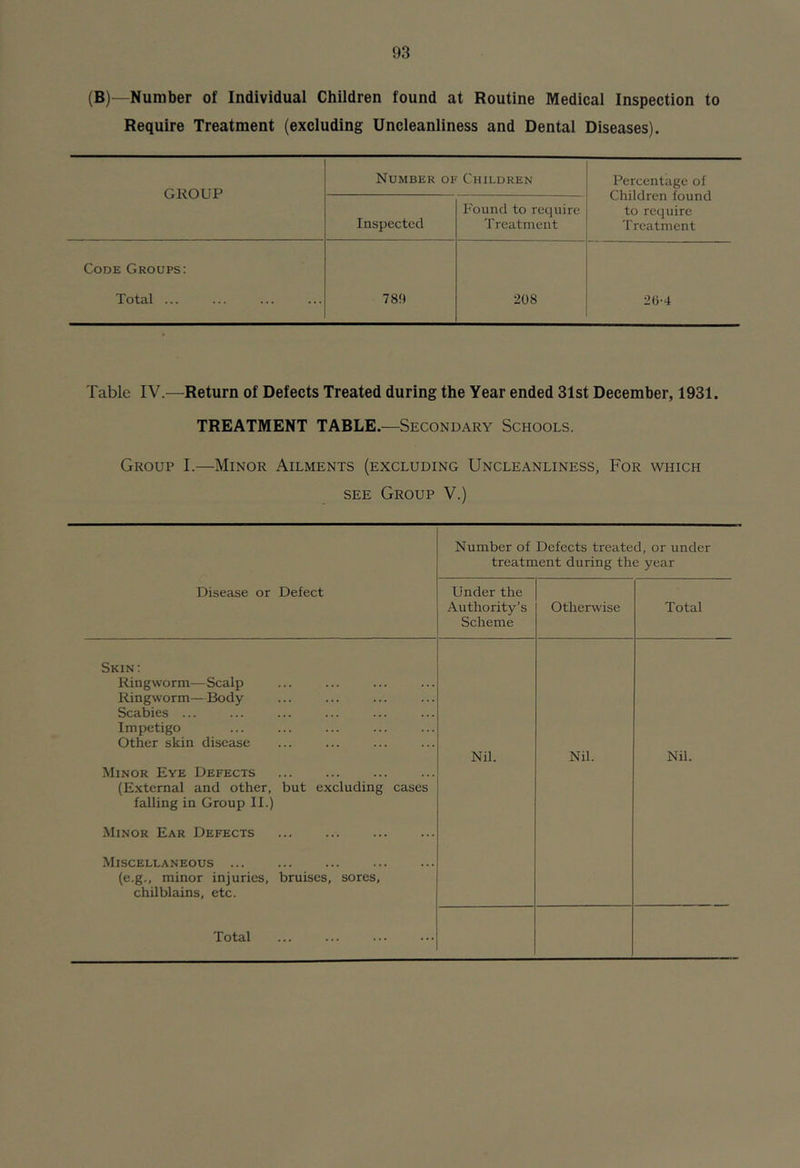 93
(B)—Number of Individual Children found at Routine Medical Inspection to
Require Treatment (excluding Uncleanliness and Dental Diseases).
GROUP
Number of Children
Percentage of
Children found
to require
Treatment
Inspected
Found to require
Treatment
Code Groups:
Total ... ... ... ... 789 208 26·4
Table IV.—Return of Defects Treated during the Year ended 31st December, 1931.
TREATMENT TABLE.—Secondary Schools.
Group I.—Minor Ailments (excluding Uncleanliness, For which
see Group V.)
Disease or Defect
Number of Defects treated, or under
treatment during the year
Under the
Authority's
Scheme
Otherwise
Total
Skin:
Ringworm—Scalp ... ... ... ...
Ringworm—Body ... ... ... ...
Scabies ... ... ... ... ... ...
Impetigo ... ... ... ... ...
Other skin disease ... ... ... ...
Nil. Nil. Nil.
Minor Eye Defects ... ... ... ...
(External and other, but excluding cases
falling in Group II.)
Minor Ear Defects ... ... ... ...
Miscellaneous ... ... ... ... ...
(e.g., minor injuries, bruises, sores,
chilblains, etc.
Total ... ... ... ...